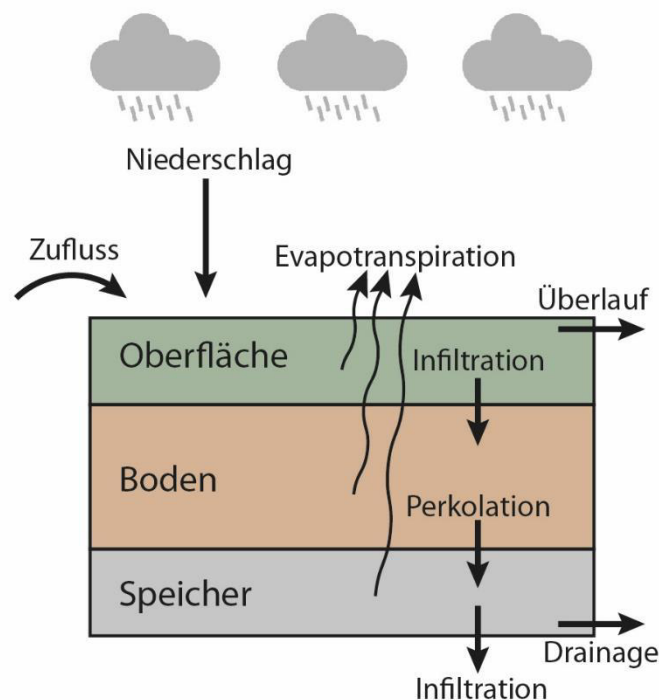 Niederschlag
Zufluss
Evapotranspiration
Überlauf
Oberfläche
Infiltration
Boden
Perkolation
Speicher
Drainage
Infiltration